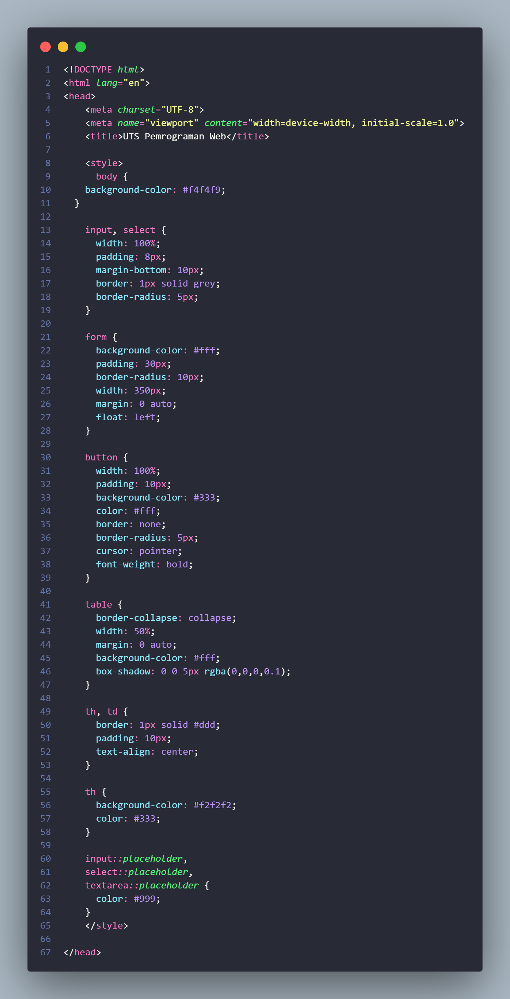 1 <!DOCTYPE html>
2 <html lang="en">
3 <head>
4     <meta charset="UTF-8">
5     <meta name="viewport" content="width=device-width, initial-scale=1.0">
6     <title>UTS Pemrograman Web</title>
7
8     <style>
9       body {
10     background-color: #f4f4f9;
11   }
12
13     input, select {
14       width: 100%;
15       padding: 8px;
16       margin-bottom: 10px;
17       border: 1px solid grey;
18       border-radius: 5px;
19     }
20
21     form {
22       background-color: #fff;
23       padding: 30px;
24       border-radius: 10px;
25       width: 350px;
26       margin: 0 auto;
27       float: left;
28     }
29
30     button {
31       width: 100%;
32       padding: 10px;
33       background-color: #333;
34       color: #fff;
35       border: none;
36       border-radius: 5px;
37       cursor: pointer;
38       font-weight: bold;
39     }
40
41     table {
42       border-collapse: collapse;
43       width: 50%;
44       margin: 0 auto;
45       background-color: #fff;
46       box-shadow: 0 0 5px rgba(0,0,0,0.1);
47     }
48
49     th, td {
50       border: 1px solid #ddd;
51       padding: 10px;
52       text-align: center;
53     }
54
55     th {
56       background-color: #f2f2f2;
57       color: #333;
58     }
59
60     input::placeholder,
61     select::placeholder,
62     textarea::placeholder {
63       color: #999;
64     }
65     </style>
66
67 </head>